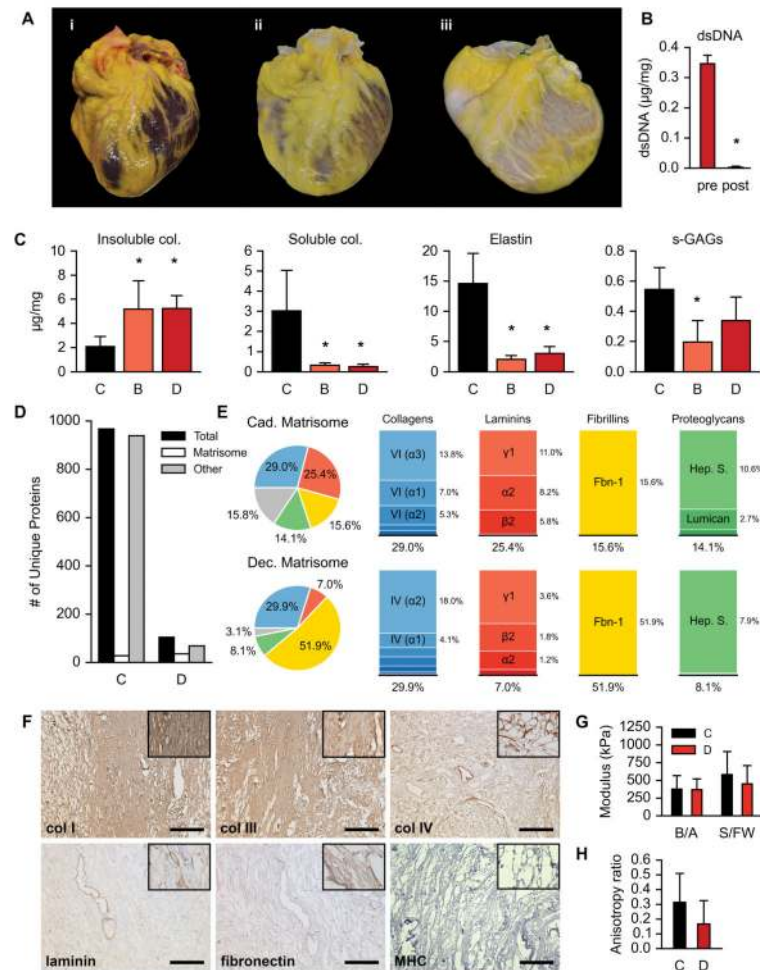 A
i
ii
iii
B
dsDNA
dsDNA (µg/mg)
0.4
0.3
0.2
0.1
0.0
*
pre post
C
Insoluble col.
Soluble col.
Elastin
s-GAGs
µg/mg
10
8
6
4
2
0
* *
C B D
6
5
4
3
2
1
0
* *
C B D
20
15
10
5
0
* *
C B D
0.8
0.6
0.4
0.2
0.0
*
C B D
D
# of Unique Proteins
1000
800
600
400
200
0
Total
Matrisome
Other
C D
E
Cad. Matrisome
29.0%
25.4%
15.8%
14.1%
15.6%
Collagens
VI (α3) 13.8%
VI (α1) 7.0%
VI (α2) 5.3%
29.0%
Laminins
γ1 11.0%
α2 8.2%
β2 5.8%
25.4%
Fibrillins
Fbn-1 15.6%
15.6%
Proteoglycans
Hep. S. 10.6%
Lumican 2.7%
14.1%
Dec. Matrisome
7.0%
29.9%
3.1%
8.1%
51.9%
IV (α2) 18.0%
IV (α1) 4.1%
29.9%
γ1 3.6%
β2 1.8%
α2 1.2%
7.0%
Fbn-1 51.9%
51.9%
Hep. S. 7.9%
8.1%
F
col I
col III
col IV
laminin
fibronectin
MHC
G
C
D
Modulus (kPa)
1250
1000
750
500
250
0
B/A S/FW
H
Anisotropy ratio
0.6
0.5
0.4
0.3
0.2
0.1
0.0
C D